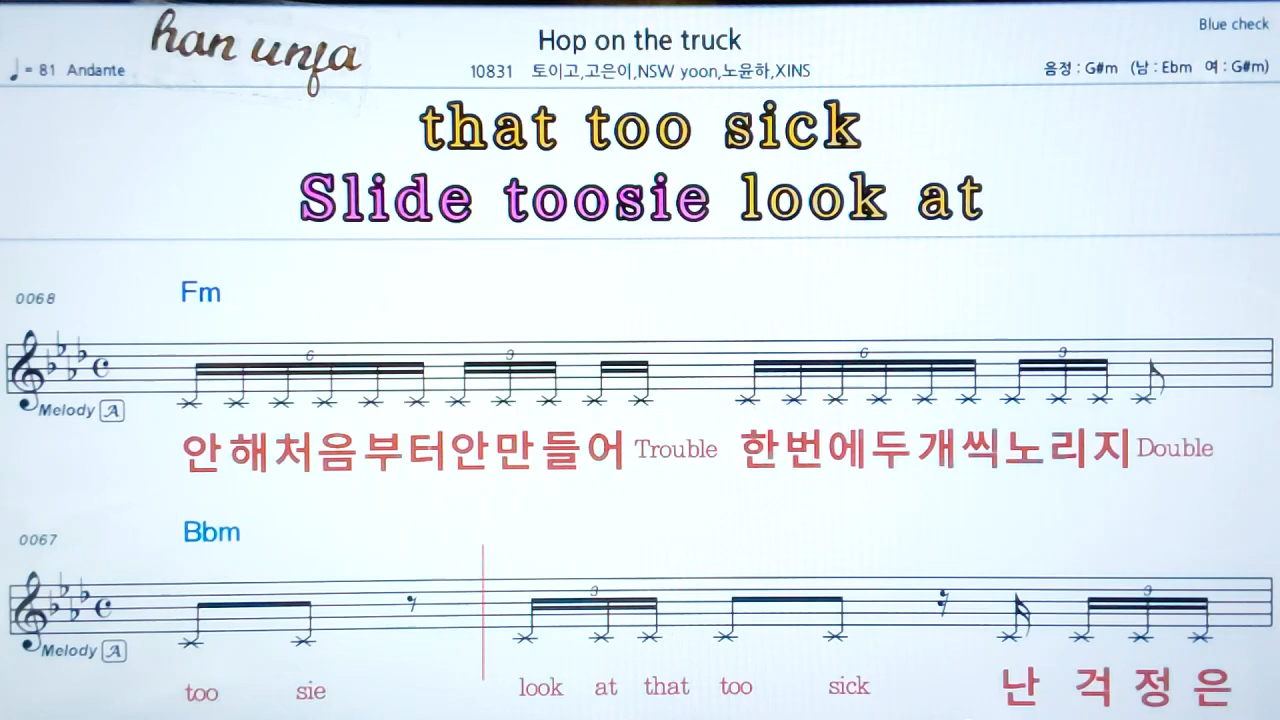 han unfa
Hop on the truck
Blue check
♩ = 81 Andante
10831 토이고,고은이,NSW yoon,노윤하,XINS
음정 : G#m (남 : Ebm 여 : G#m)
that too sick
Slide toosie look at
0068
Fm
6 3 6 3
Melody A
안해처음부터안만들어 Trouble 한번에두개씩노리지 Double
0067
Bbm
3 3
Melody A
too sie look at that too sick 난 걱 정 은